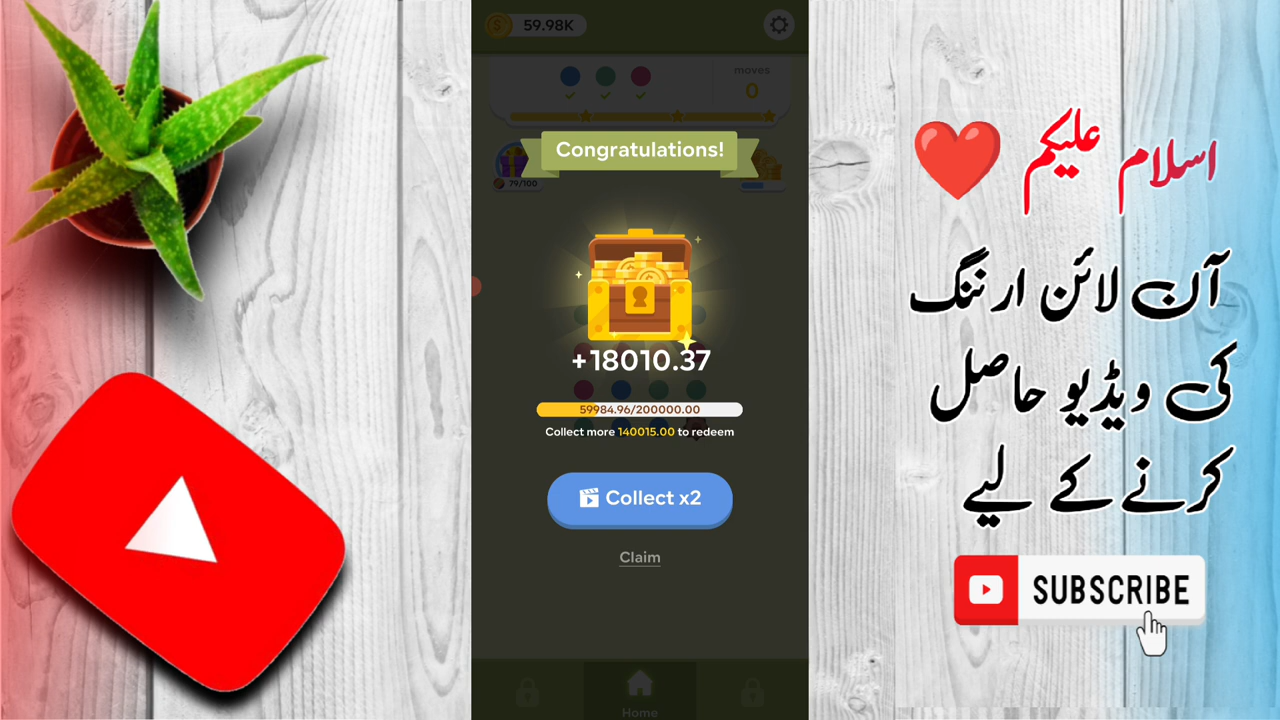 59.98K
moves
0
Congratulations!
79/100
+18010.37
59984.96/200000.00
Collect more 140015.00 to redeem
Collect x2
Claim
Home
اسلام علیکم
آن لائن ارننگ
کی ویڈیو حاصل
کرنے کے لیے
SUBSCRIBE